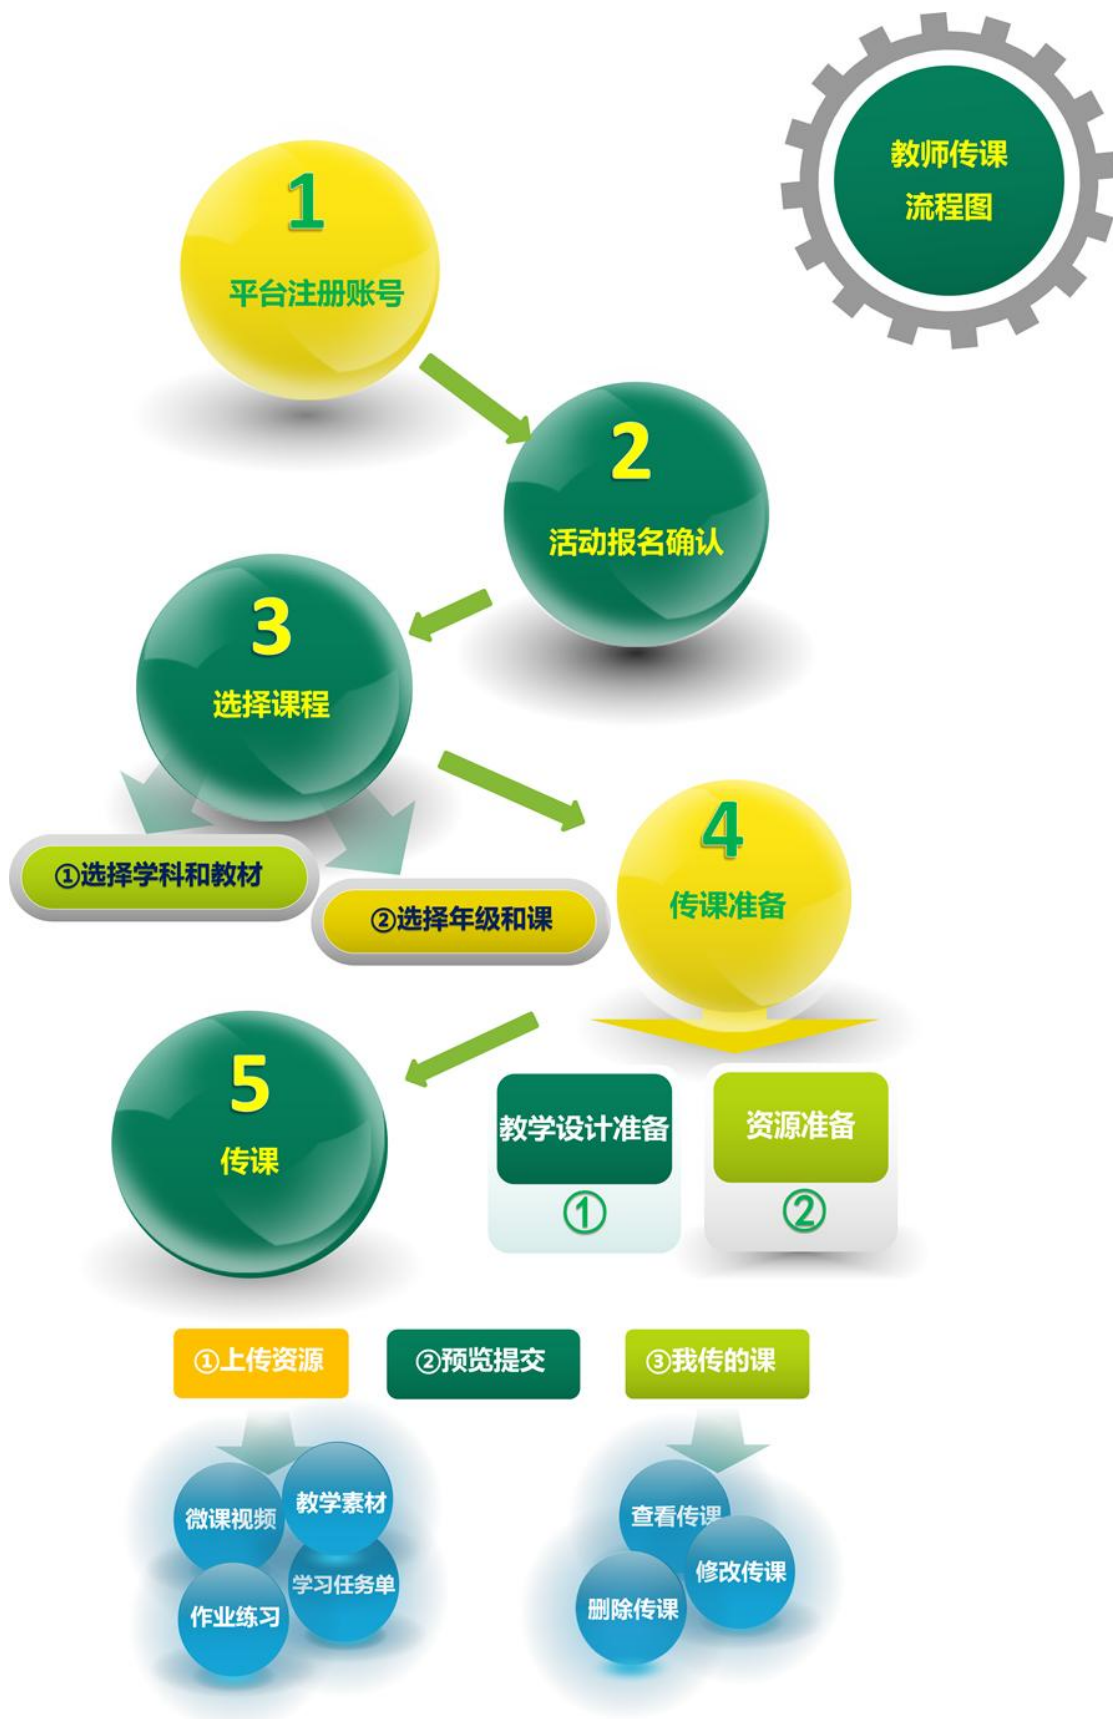 教师传课
流程图
1
平台注册账号
2
活动报名确认
3
选择课程
①选择学科和教材
②选择年级和课
4
传课准备
教学设计准备
①
资源准备
②
5
传课
①上传资源
②预览提交
③我传的课
微课视频
教学素材
学习任务单
作业练习
查看传课
修改传课
删除传课